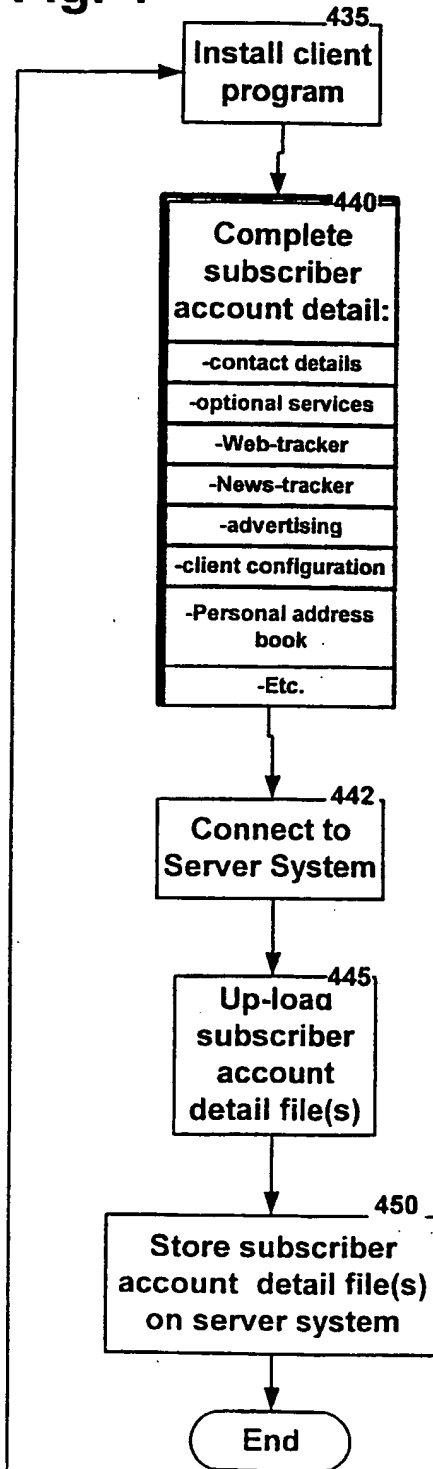 Fig. 4
435
Install client
program
440
Complete
subscriber
account detail:
-contact details
-optional services
-Web-tracker
-News-tracker
-advertising
-client configuration
-Personal address
book
-Etc.
442
Connect to
Server System
445
Up-load
subscriber
account
detail file(s)
450
Store subscriber
account detail file(s)
on server system
End